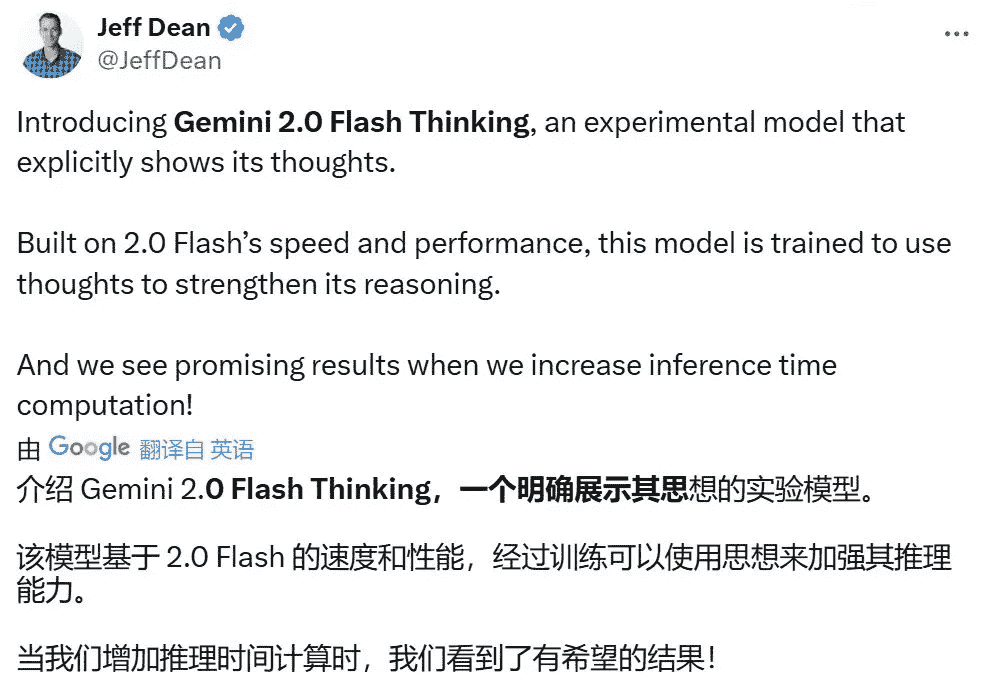 Jeff Dean
@JeffDean
Introducing Gemini 2.0 Flash Thinking, an experimental model that
explicitly shows its thoughts.
Built on 2.0 Flash’s speed and performance, this model is trained to use
thoughts to strengthen its reasoning.
And we see promising results when we increase inference time
computation!
由 Google 翻译自 英语
介绍 Gemini 2.0 Flash Thinking，一个明确展示其思想的实验模型。
该模型基于 2.0 Flash 的速度和性能，经过训练可以使用思想来加强其推理
能力。
当我们增加推理时间计算时，我们看到了有希望的结果！